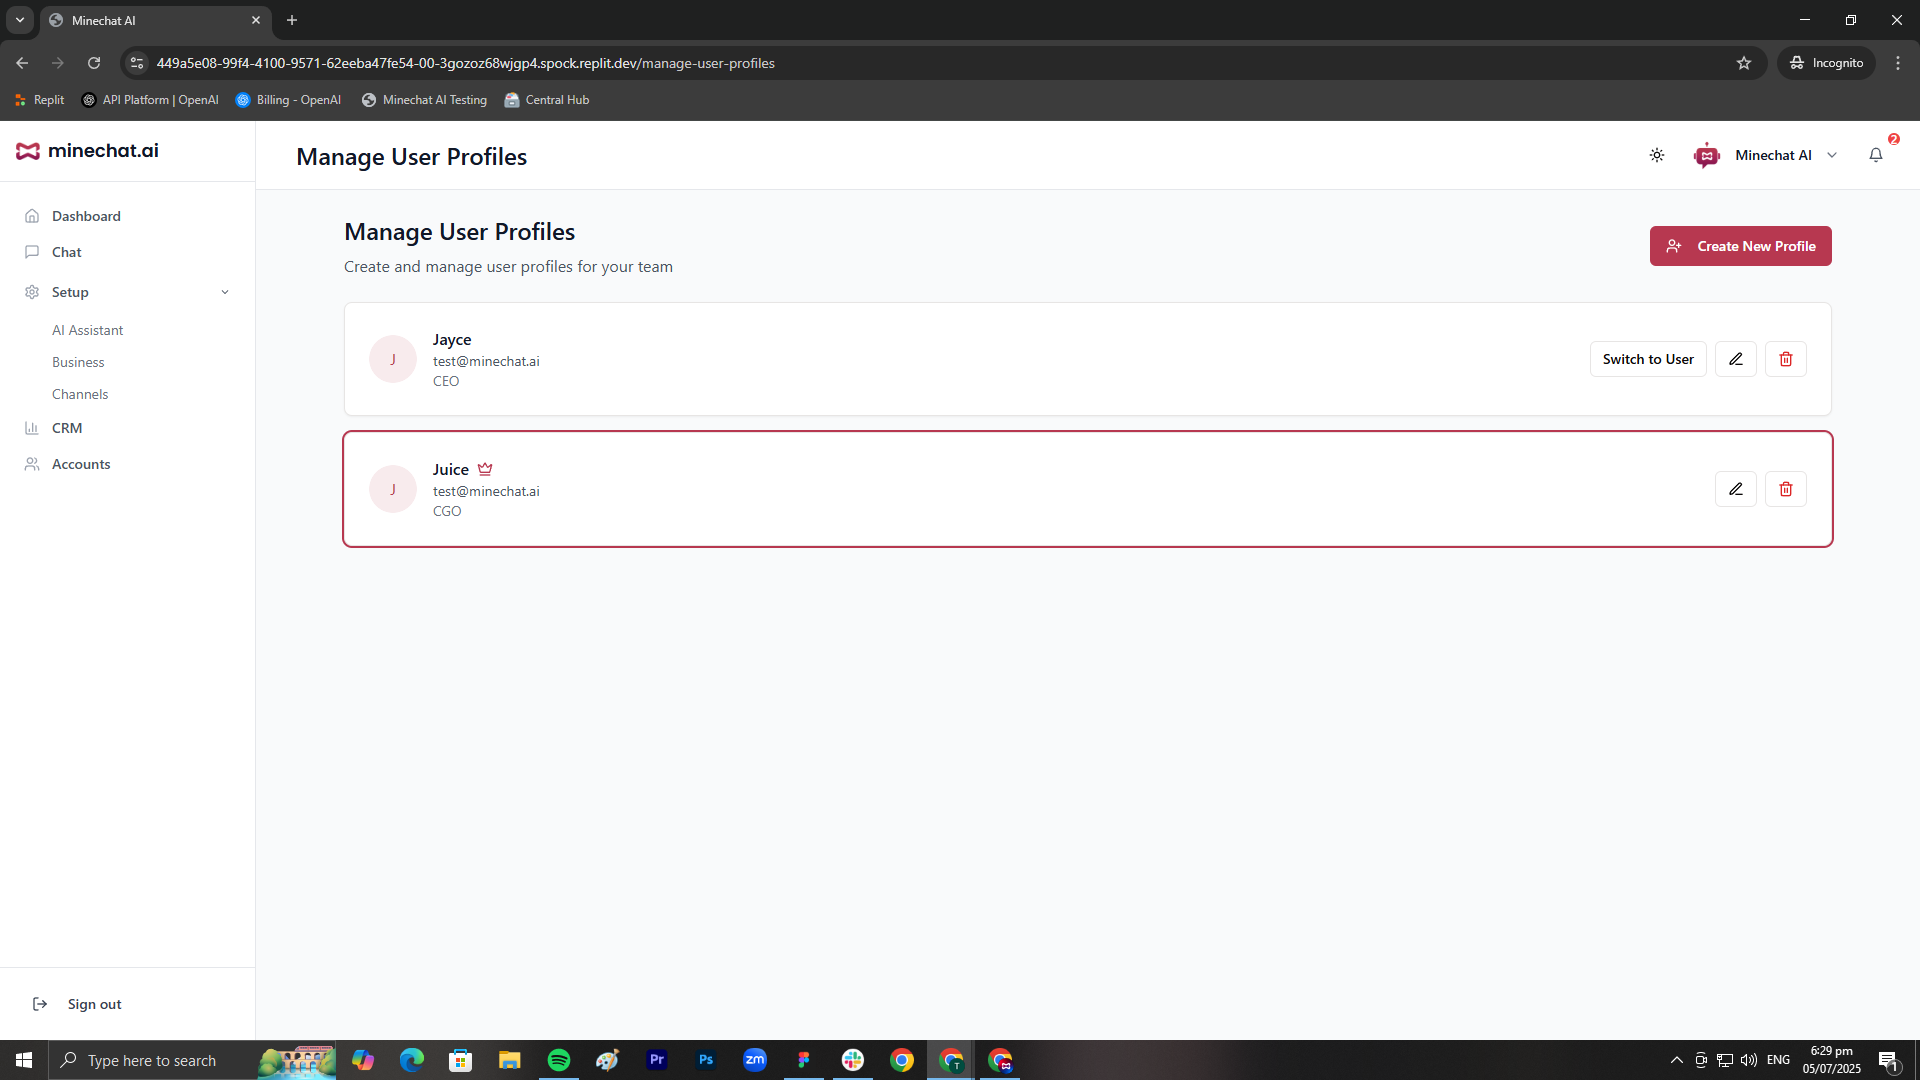 Minechat AI
449a5e08-99f4-4100-9571-62eeba47fe54-00-3gozoz68wjgp4.spock.replit.dev/manage-user-profiles
Incognito
Replit
API Platform | OpenAI
Billing - OpenAI
Minechat AI Testing
Central Hub
minechat.ai
Manage User Profiles
Minechat AI
2
Dashboard
Chat
Setup
AI Assistant
Business
Channels
CRM
Accounts
Manage User Profiles
Create and manage user profiles for your team
Create New Profile
J
Jayce
test@minechat.ai
CEO
Switch to User
J
Juice
test@minechat.ai
CGO
Sign out
Type here to search
Pr
Ps
zm
T
ENG
6:29 pm
05/07/2025
1